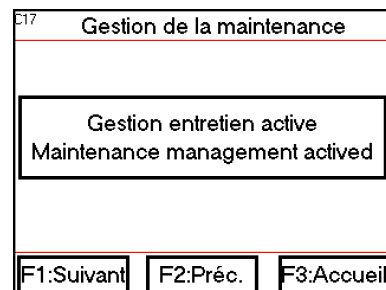 C17
Gestion de la maintenance
Gestion entretien active
Maintenance management actived
F1:Suivant F2:Préc. F3:Accueil